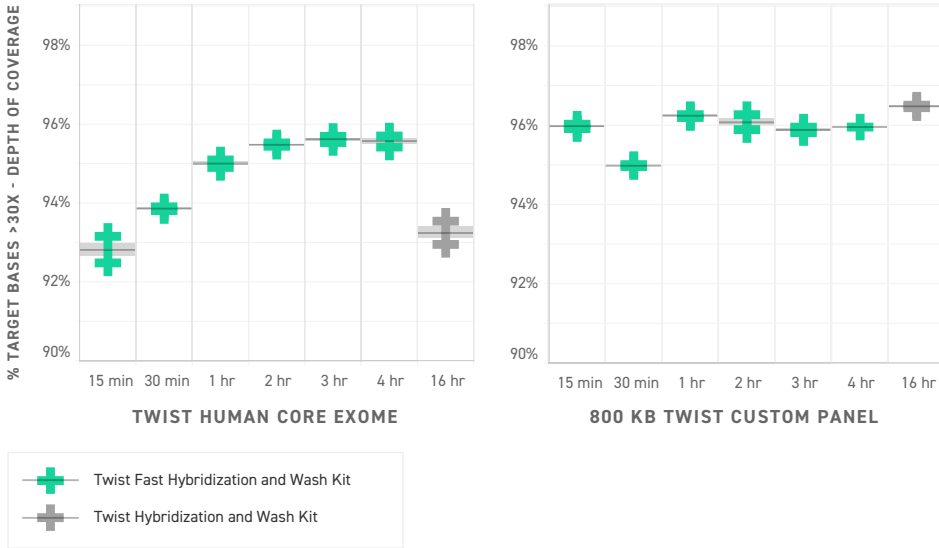 % TARGET BASES >30X - DEPTH OF COVERAGE
98%
96%
94%
92%
90%
15 min 30 min 1 hr 2 hr 3 hr 4 hr 16 hr
TWIST HUMAN CORE EXOME
98%
96%
94%
92%
90%
15 min 30 min 1 hr 2 hr 3 hr 4 hr 16 hr
800 KB TWIST CUSTOM PANEL
Twist Fast Hybridization and Wash Kit
Twist Hybridization and Wash Kit